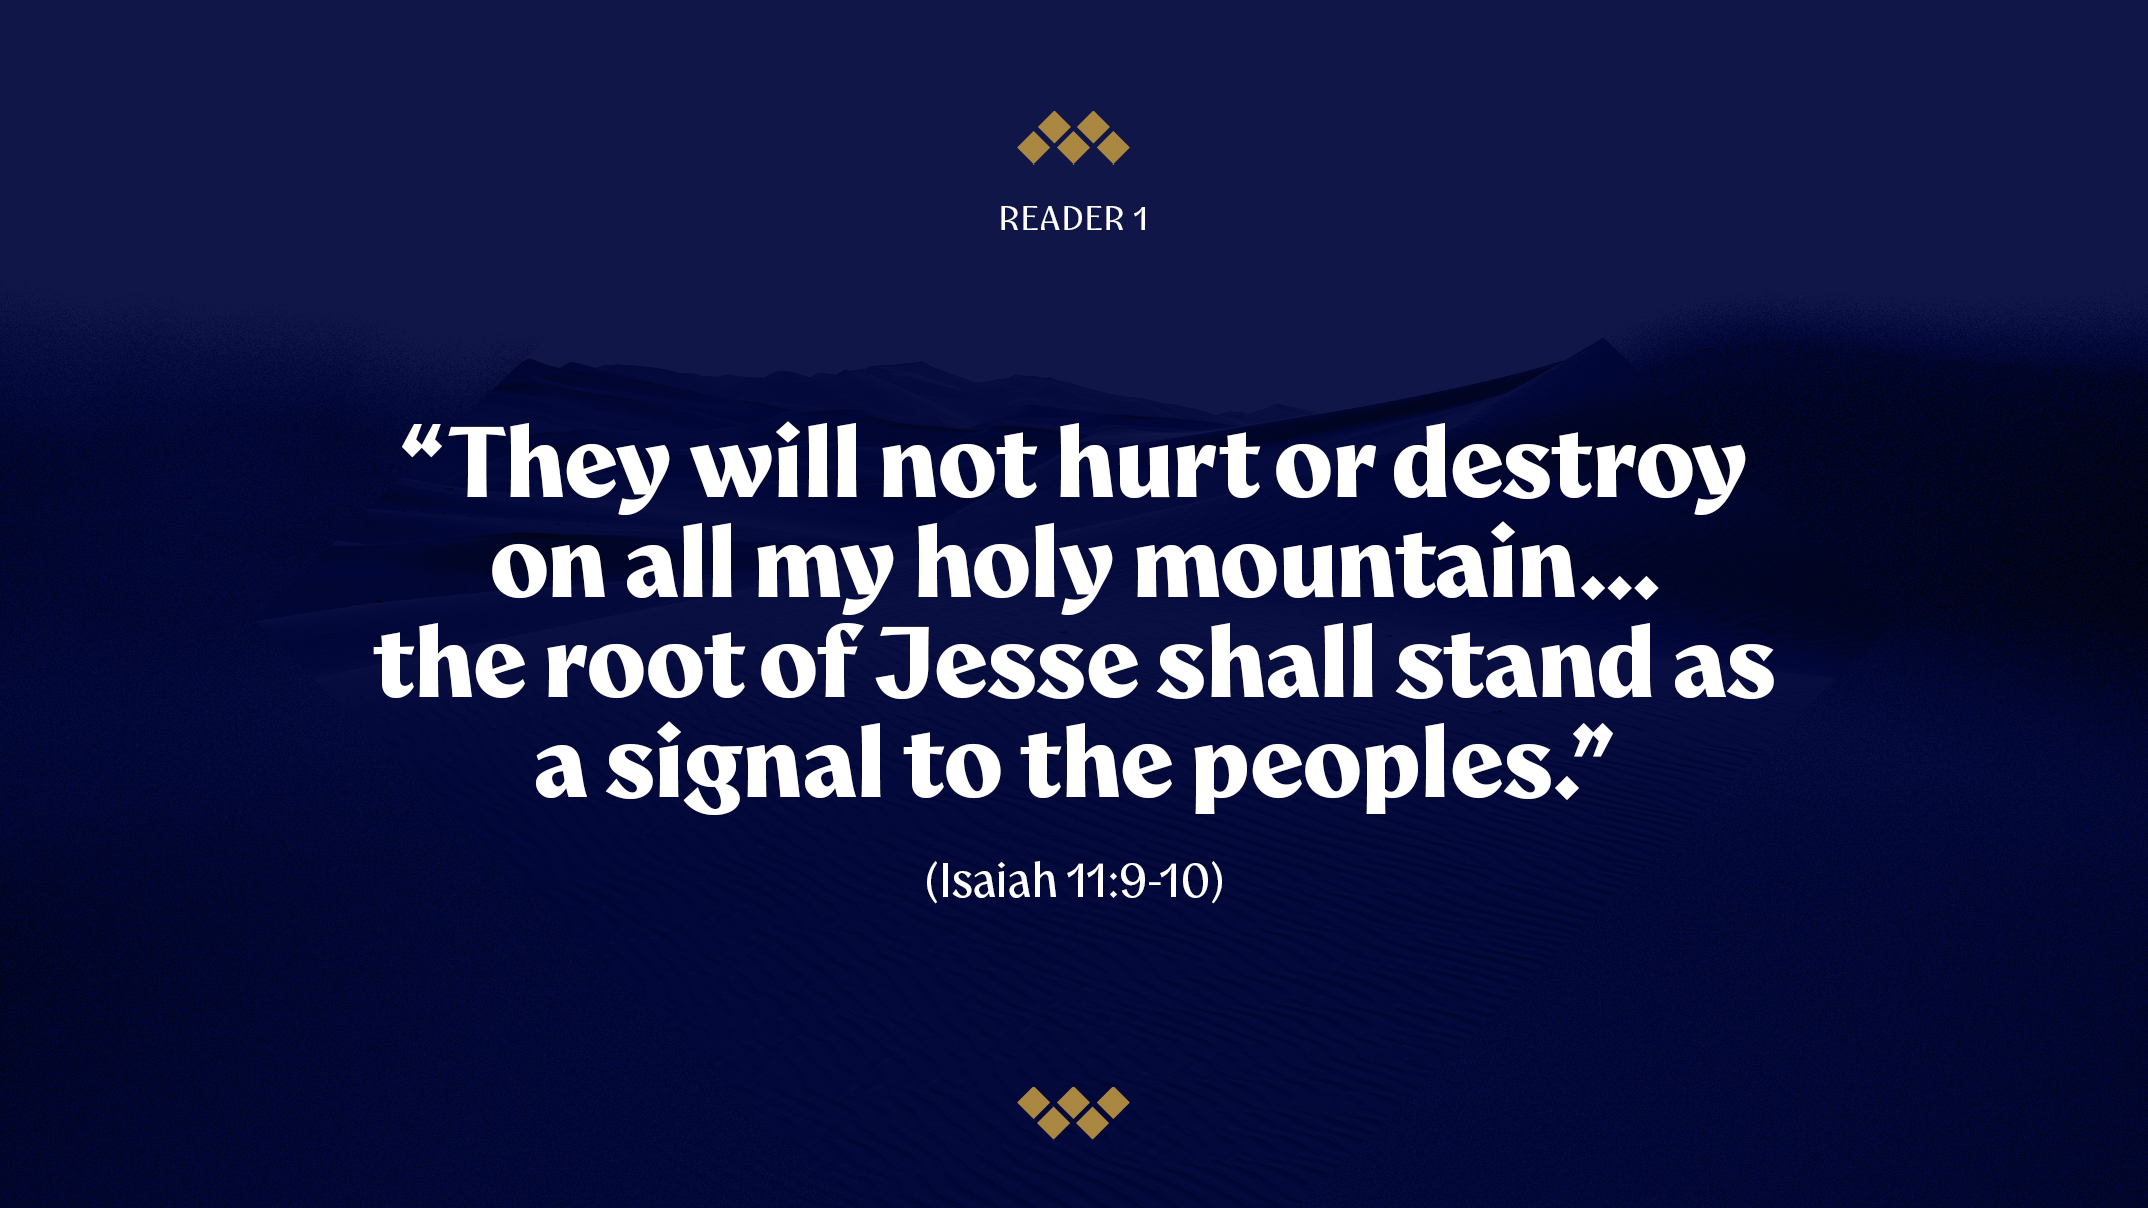 READER 1
“They will not hurt or destroy
on all my holy mountain...
the root of Jesse shall stand as
a signal to the peoples.”
(Isaiah 11:9-10)